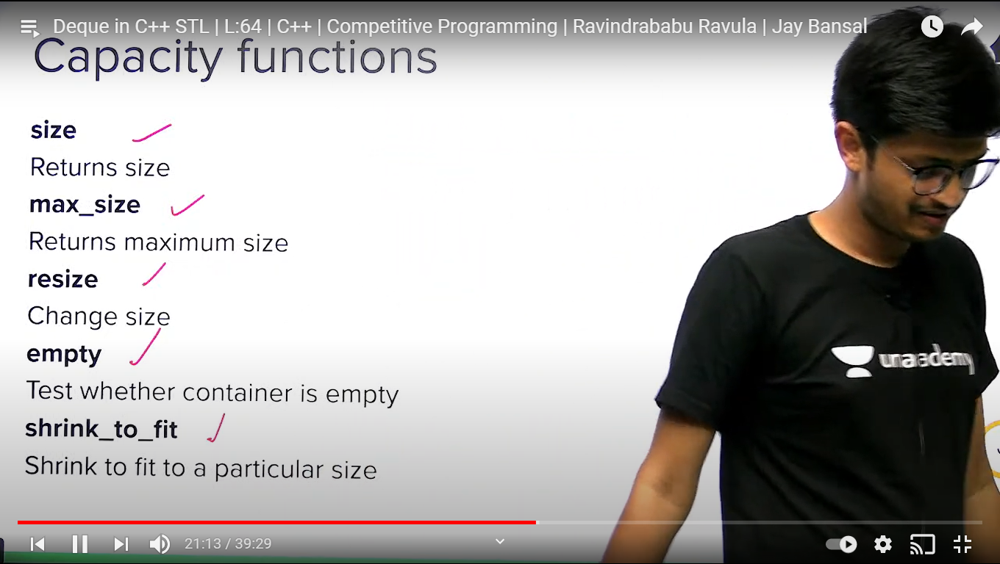 Deque in C++ STL | L:64 | C++ | Competitive Programming | Ravindrababu Ravula | Jay Bansal
Capacity functions
size
Returns size
max_size
Returns maximum size
resize
Change size
empty
Test whether container is empty
shrink_to_fit
Shrink to fit to a particular size
unacademy
21:13 / 39:29